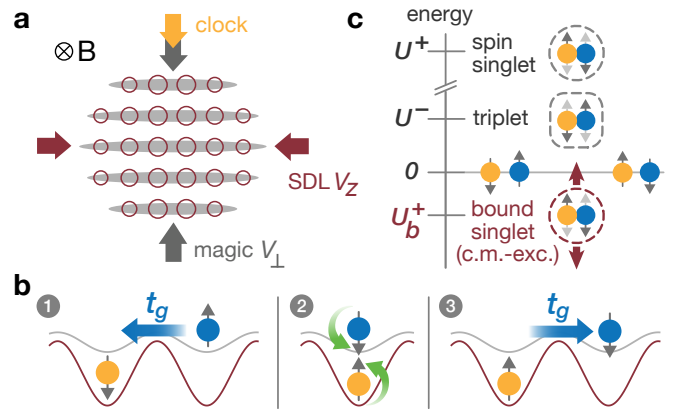 a
⊗B
clock
SDL V_Z
magic V_⊥
c
energy
U^+
spin
singlet
U^−
triplet
0
U_b^+
bound
singlet
(c.m.-exc.)
b
1
t_g
2
3
t_g